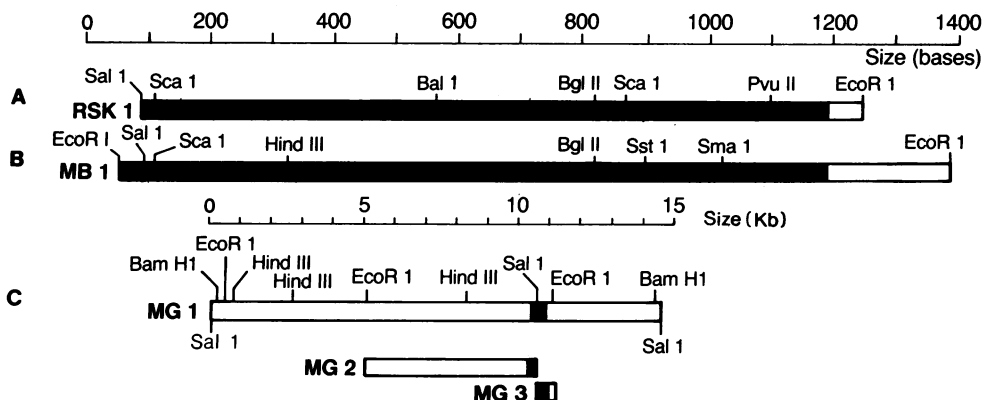 0 200 400 600 800 1000 1200 1400
Size (bases)
A
Sal 1 Sca 1 Bal 1 Bgl II Sca 1 Pvu II EcoR 1
RSK 1
B
EcoR I Sal 1 Sca 1 Hind III Bgl II Sst 1 Sma 1 EcoR 1
MB 1
0 5 10 15 Size (Kb)
EcoR 1
Bam H1 Hind III Sal 1
Hind III EcoR 1 Hind III EcoR 1 Bam H1
C
MG 1
Sal 1 Sal 1
MG 2
MG 3